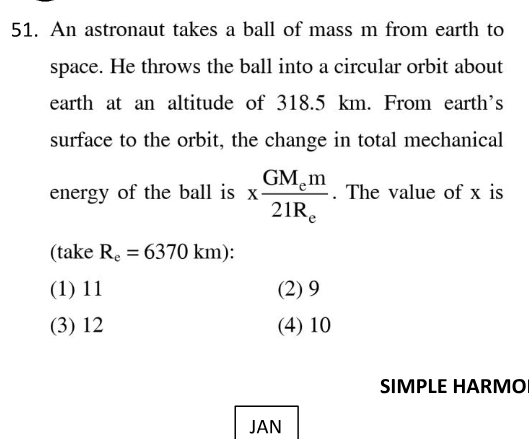 51. An astronaut takes a ball of mass m from earth to
space. He throws the ball into a circular orbit about
earth at an altitude of 318.5 km. From earth's
surface to the orbit, the change in total mechanical
energy of the ball is x GMₑm / 21Rₑ . The value of x is
(take Rₑ = 6370 km):
(1) 11 (2) 9
(3) 12 (4) 10
SIMPLE HARMO
JAN